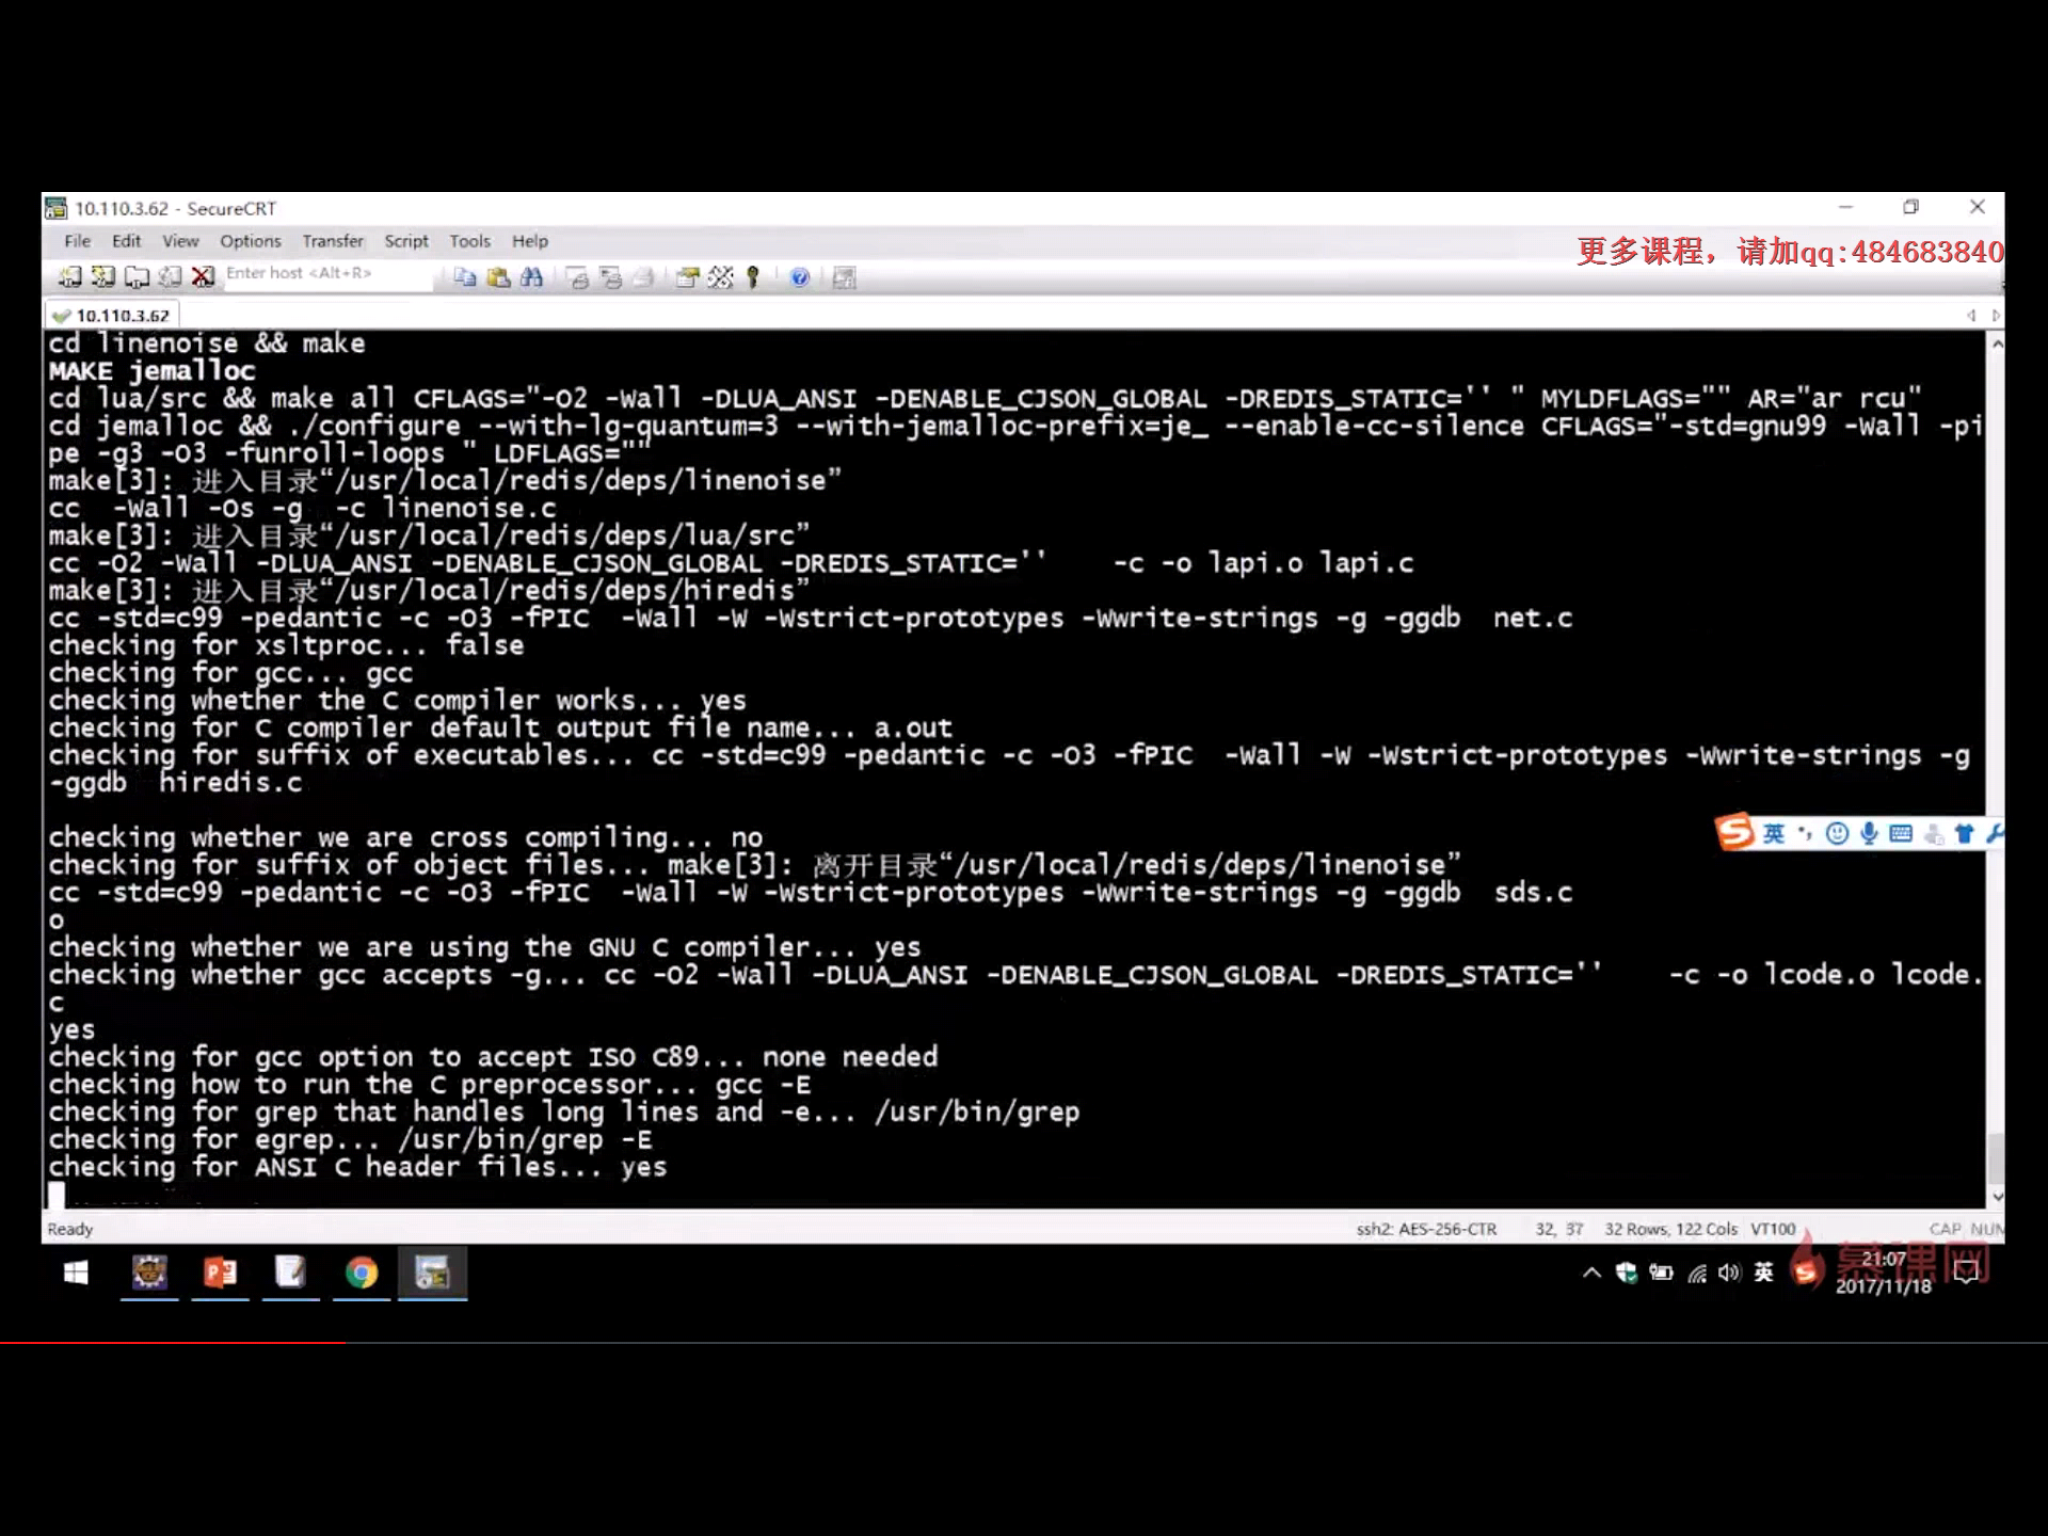 10.110.3.62 - SecureCRT
File Edit View Options Transfer Script Tools Help
更多课程，请加qq:484683840
Enter host <Alt+R>
10.110.3.62
cd linenoise && make
MAKE jemalloc
cd lua/src && make all CFLAGS="-O2 -Wall -DLUA_ANSI -DENABLE_CJSON_GLOBAL -DREDIS_STATIC='' " MYLDFLAGS="" AR="ar rcu"
cd jemalloc && ./configure --with-lg-quantum=3 --with-jemalloc-prefix=je_ --enable-cc-silence CFLAGS="-std=gnu99 -Wall -pi
pe -g3 -O3 -funroll-loops " LDFLAGS=""
make[3]: 进入目录“/usr/local/redis/deps/linenoise”
cc  -Wall -Os -g  -c linenoise.c
make[3]: 进入目录“/usr/local/redis/deps/lua/src”
cc -O2 -Wall -DLUA_ANSI -DENABLE_CJSON_GLOBAL -DREDIS_STATIC=''    -c -o lapi.o lapi.c
make[3]: 进入目录“/usr/local/redis/deps/hiredis”
cc -std=c99 -pedantic -c -O3 -fPIC  -Wall -W -Wstrict-prototypes -Wwrite-strings -g -ggdb  net.c
checking for xsltproc... false
checking for gcc... gcc
checking whether the C compiler works... yes
checking for C compiler default output file name... a.out
checking for suffix of executables... cc -std=c99 -pedantic -c -O3 -fPIC  -Wall -W -Wstrict-prototypes -Wwrite-strings -g
-ggdb  hiredis.c
checking whether we are cross compiling... no
checking for suffix of object files... make[3]: 离开目录“/usr/local/redis/deps/linenoise”
cc -std=c99 -pedantic -c -O3 -fPIC  -Wall -W -Wstrict-prototypes -Wwrite-strings -g -ggdb  sds.c
o
checking whether we are using the GNU C compiler... yes
checking whether gcc accepts -g... cc -O2 -Wall -DLUA_ANSI -DENABLE_CJSON_GLOBAL -DREDIS_STATIC=''    -c -o lcode.o lcode.
c
yes
checking for gcc option to accept ISO C89... none needed
checking how to run the C preprocessor... gcc -E
checking for grep that handles long lines and -e... /usr/bin/grep
checking for egrep... /usr/bin/grep -E
checking for ANSI C header files... yes
英
Ready
ssh2: AES-256-CTR 32, 37 32 Rows, 122 Cols VT100 CAP NUM
英
慕课网
21:07
2017/11/18